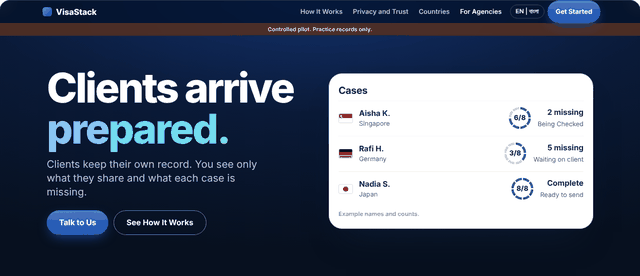 VisaStack
How It Works
Privacy and Trust
Countries
For Agencies
EN | বাংলা
Get Started
Controlled pilot. Practice records only.
Clients arrive
prepared.
Clients keep their own record. You see only
what they share and what each case is
missing.
Talk to Us
See How It Works
Cases
Aisha K.
Singapore
6/8
2 missing
Being Checked
Rafi H.
Germany
3/8
5 missing
Waiting on client
Nadia S.
Japan
8/8
Complete
Ready to send
Example names and counts.